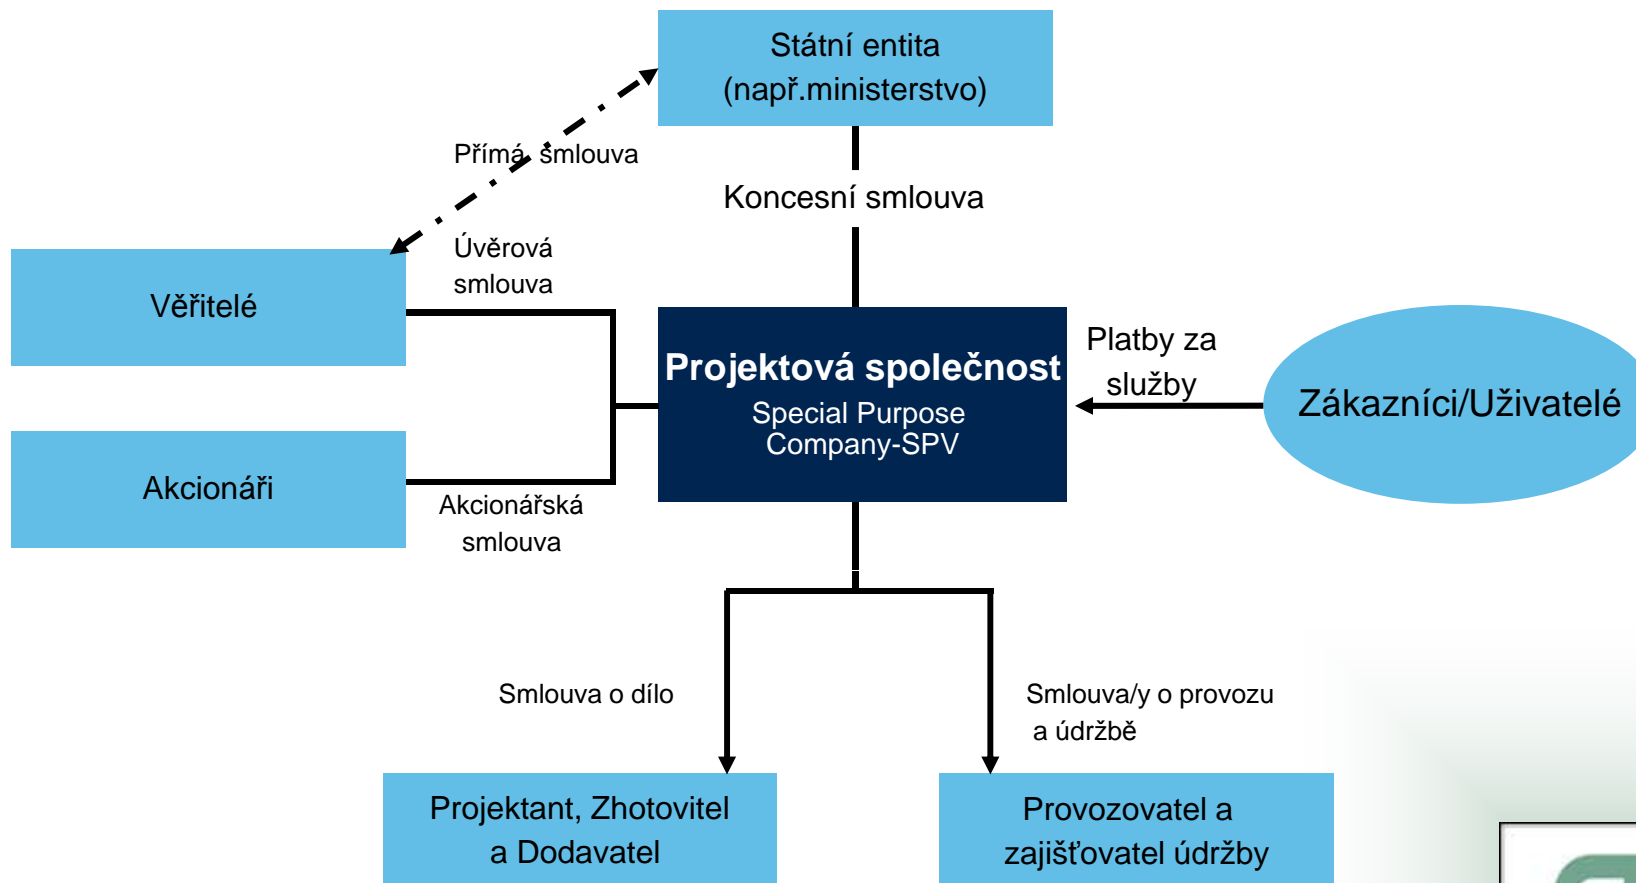 Státní entita
(např.ministerstvo)
Přímá smlouva
Koncesní smlouva
Úvěrová
smlouva
Věřitelé
Projektová společnost
Special Purpose
Company-SPV
Platby za
služby
Zákazníci/Uživatelé
Akcionáři
Akcionářská
smlouva
Smlouva o dílo
Smlouva/y o provozu
a údržbě
Projektant, Zhotovitel
a Dodavatel
Provozovatel a
zajišťovatel údržby